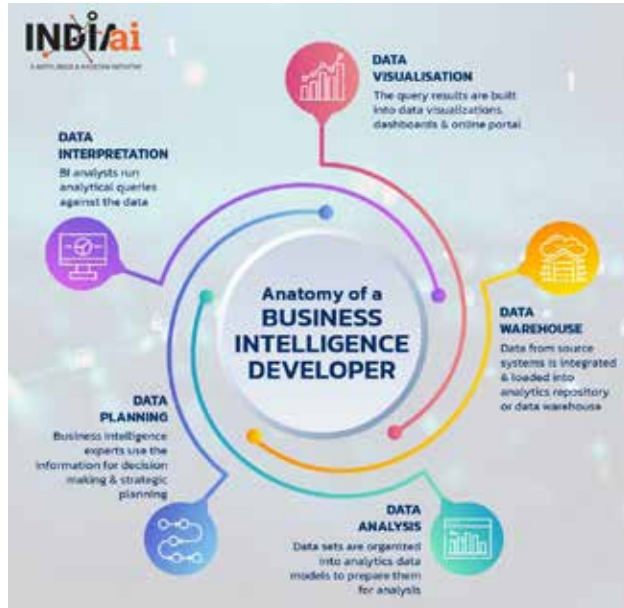 INDIAai
DATA
VISUALISATION
The query results are built
into data visualizations,
dashboards & online portal
DATA
INTERPRETATION
BI analysts run
analytical queries
against the data
Anatomy of a
BUSINESS
INTELLIGENCE
DEVELOPER
DATA
WAREHOUSE
Data from source
systems is integrated
& loaded into
analytics repository
or data warehouse
DATA
PLANNING
Business intelligence
experts use the
information for decision
making & strategic
planning
DATA
ANALYSIS
Data sets are organized
into analytics data
models to prepare them
for analysis